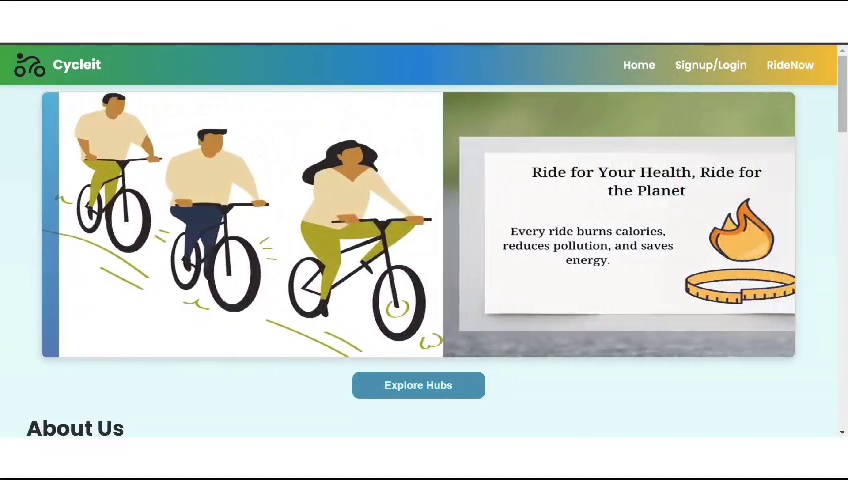 Cycleit
Home Signup/Login RideNow
Ride for Your Health, Ride for
the Planet
Every ride burns calories,
reduces pollution, and saves
energy.
Explore Hubs
About Us